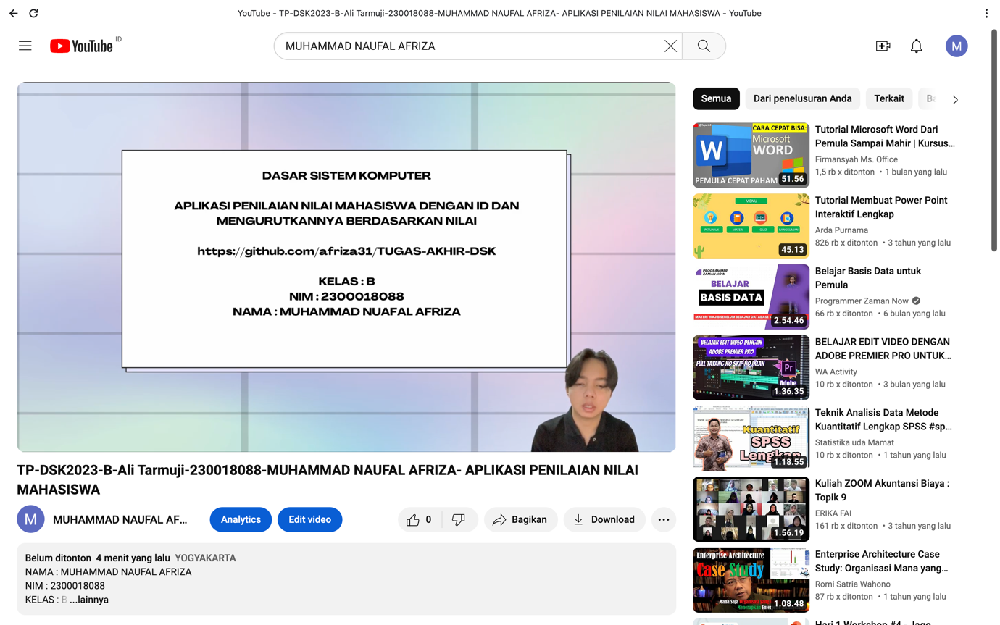 YouTube - TP-DSK2023-B-Ali Tarmuji-230018088-MUHAMMAD NAUFAL AFRIZA- APLIKASI PENILAIAN NILAI MAHASISWA - YouTube
YouTube ID
MUHAMMAD NAUFAL AFRIZA
M
DASAR SISTEM KOMPUTER
APLIKASI PENILAIAN NILAI MAHASISWA DENGAN ID DAN
MENGURUTKANNYA BERDASARKAN NILAI
https://github.com/afriza31/TUGAS-AKHIR-DSK
KELAS : B
NIM : 2300018088
NAMA : MUHAMMAD NUAFAL AFRIZA
TP-DSK2023-B-Ali Tarmuji-230018088-MUHAMMAD NAUFAL AFRIZA- APLIKASI PENILAIAN NILAI
MAHASISWA
M
MUHAMMAD NAUFAL AF...
Analytics
Edit video
0
Bagikan
Download
Belum ditonton 4 menit yang lalu YOGYAKARTA
NAMA : MUHAMMAD NAUFAL AFRIZA
NIM : 2300018088
KELAS : B ...lainnya
Semua
Dari penelusuran Anda
Terkait
Ba
CARA CEPAT BISA:
Microsoft
WORD
W
PEMULA CEPAT PAHAM
51.56
Tutorial Microsoft Word Dari
Pemula Sampai Mahir | Kursus...
Firmansyah Ms. Office
1,5 rb x ditonton • 1 bulan yang lalu
MENU
PETUNJUK
MATERI
QUIZ
RANGKUMAN
45.13
Tutorial Membuat Power Point
Interaktif Lengkap
Arda Purnama
826 rb x ditonton • 3 tahun yang lalu
PROGRAMMER
ZAMAN NOW
BELAJAR
BASIS DATA
MATERI WAJIB SEBELUM BELAJAR DATABASE
2.54.46
Belajar Basis Data untuk
Pemula
Programmer Zaman Now
66 rb x ditonton • 6 bulan yang lalu
BELAJAR EDIT VIDEO DENGAN
ADOBE PREMIER PRO
FULL TAYANG NO SKIP NO IKLAN
Pr
Adobe
1.36.35
BELAJAR EDIT VIDEO DENGAN
ADOBE PREMIER PRO UNTUK...
WA Activity
10 rb x ditonton • 3 bulan yang lalu
Kuantitatif
SPSS
Lengkap
1.18.55
Teknik Analisis Data Metode
Kuantitatif Lengkap SPSS #sp...
Statistika uda Mamat
10 rb x ditonton • 1 tahun yang lalu
1.56.19
Kuliah ZOOM Akuntansi Biaya :
Topik 9
ERIKA FAI
161 rb x ditonton • 3 tahun yang lalu
Enterprise Architecture
Case Study
Mana Saja Organisasi yang
Menerapkan Enter
1.08.48
Enterprise Architecture Case
Study: Organisasi Mana yang...
Romi Satria Wahono
87 rb x ditonton • 1 tahun yang lalu
Hari 1 Workshop #4 - Jago